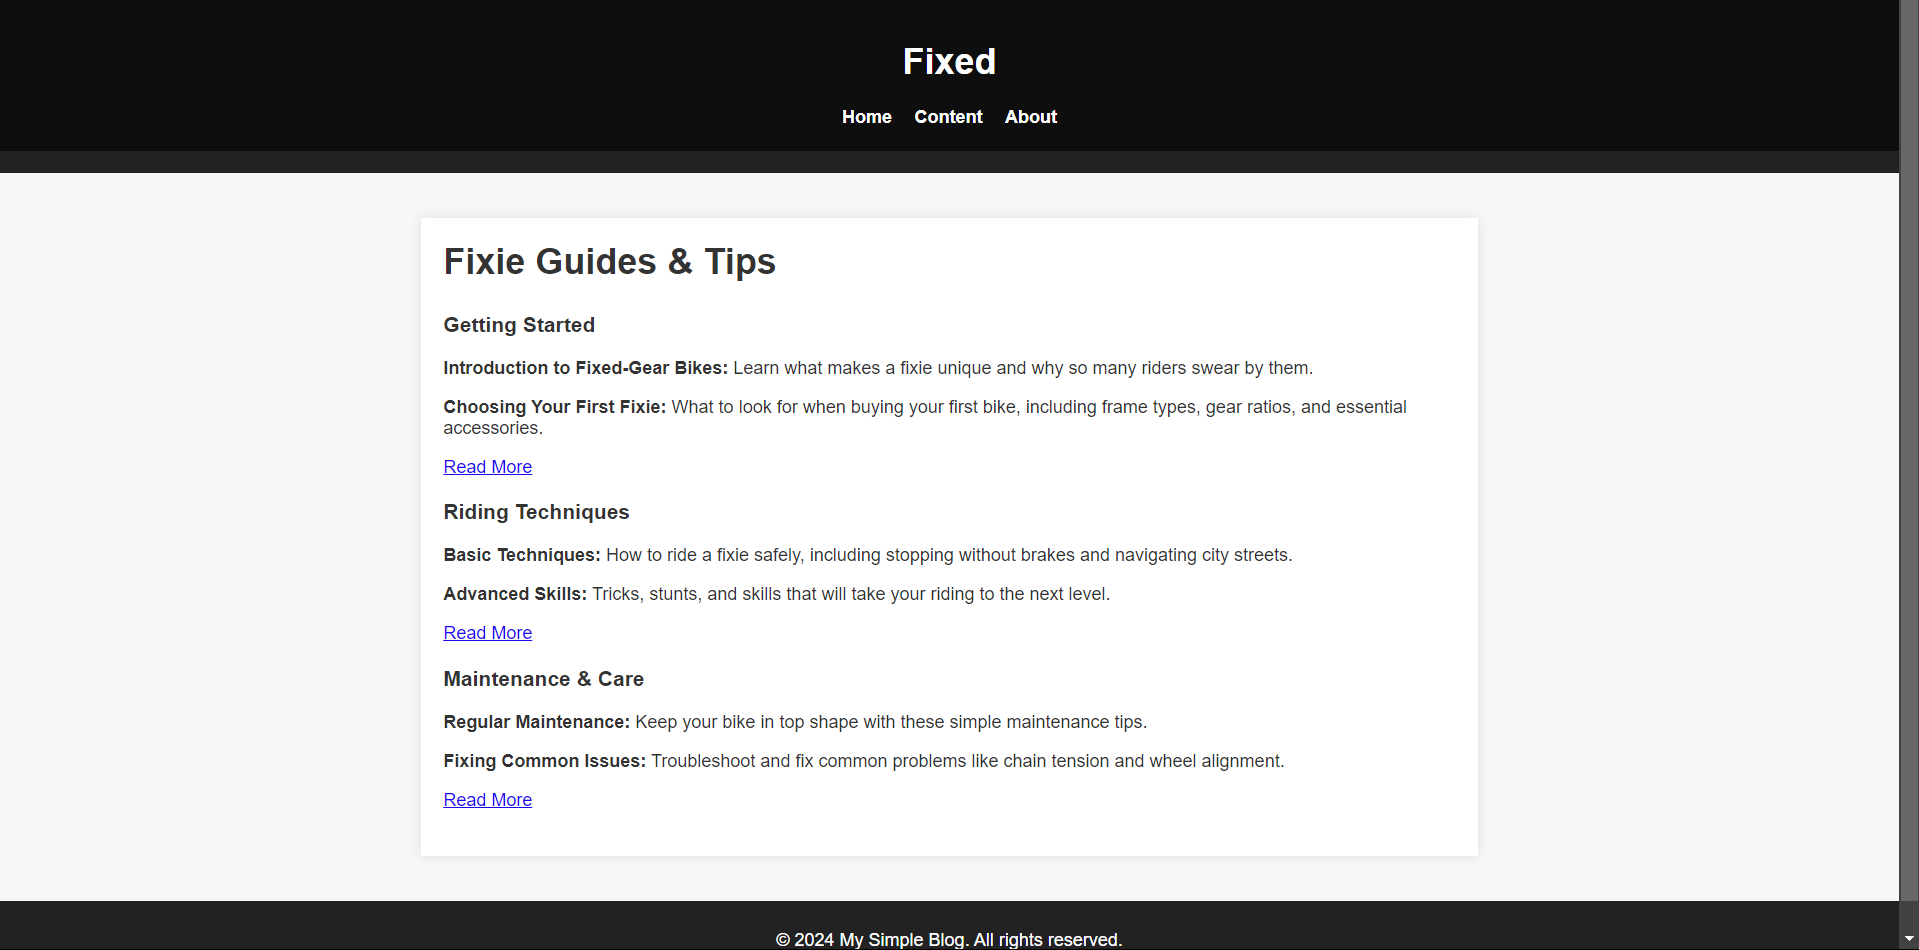 Fixed
Home Content About
Fixie Guides & Tips
Getting Started
Introduction to Fixed-Gear Bikes: Learn what makes a fixie unique and why so many riders swear by them.
Choosing Your First Fixie: What to look for when buying your first bike, including frame types, gear ratios, and essential
accessories.
Read More
Riding Techniques
Basic Techniques: How to ride a fixie safely, including stopping without brakes and navigating city streets.
Advanced Skills: Tricks, stunts, and skills that will take your riding to the next level.
Read More
Maintenance & Care
Regular Maintenance: Keep your bike in top shape with these simple maintenance tips.
Fixing Common Issues: Troubleshoot and fix common problems like chain tension and wheel alignment.
Read More
© 2024 My Simple Blog. All rights reserved.